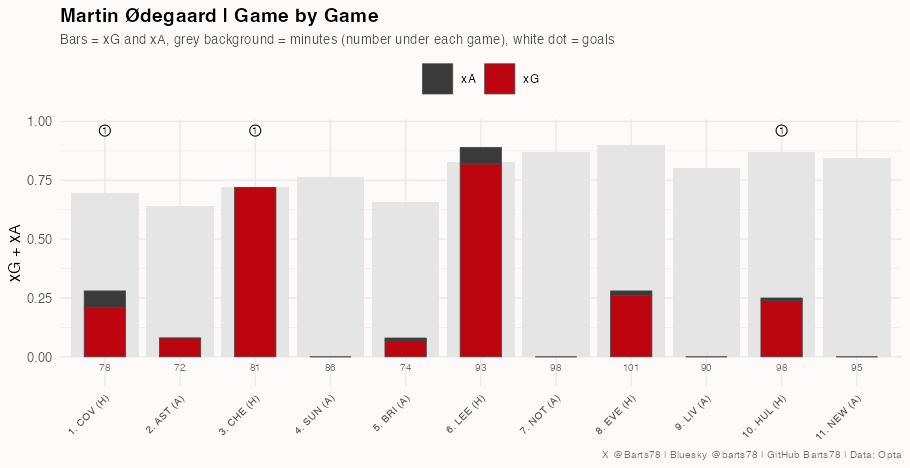 Martin Ødegaard | Game by Game
Bars = xG and xA, grey background = minutes (number under each game), white dot = goals
xA xG
xG + xA
1.00
0.75
0.50
0.25
0.00
1 1 1
78 72 81 86 74 93 98 101 90 98 95
1. COV (H) 2. AST (A) 3. CHE (H) 4. SUN (A) 5. BRI (A) 6. LEE (H) 7. NOT (A) 8. EVE (H) 9. LIV (A) 10. HUL (H) 11. NEW (A)
X @Barts78 | Bluesky @barts78 | GitHub Barts78 | Data: Opta